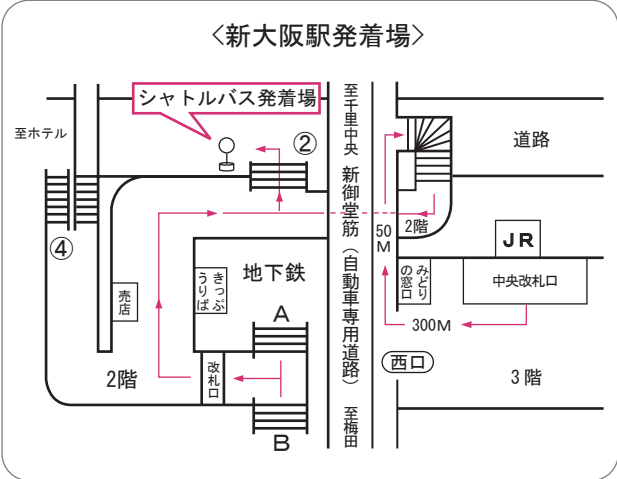 〈新大阪駅発着場〉
シャトルバス発着場
至ホテル
②
④
至千里中央
新御堂筋（自動車専用道路）
至梅田
道路
2階
50M
JR
中央改札口
みどりの窓口
300M
西口
3階
地下鉄
きっぷうりば
売店
A
改札口
2階
B